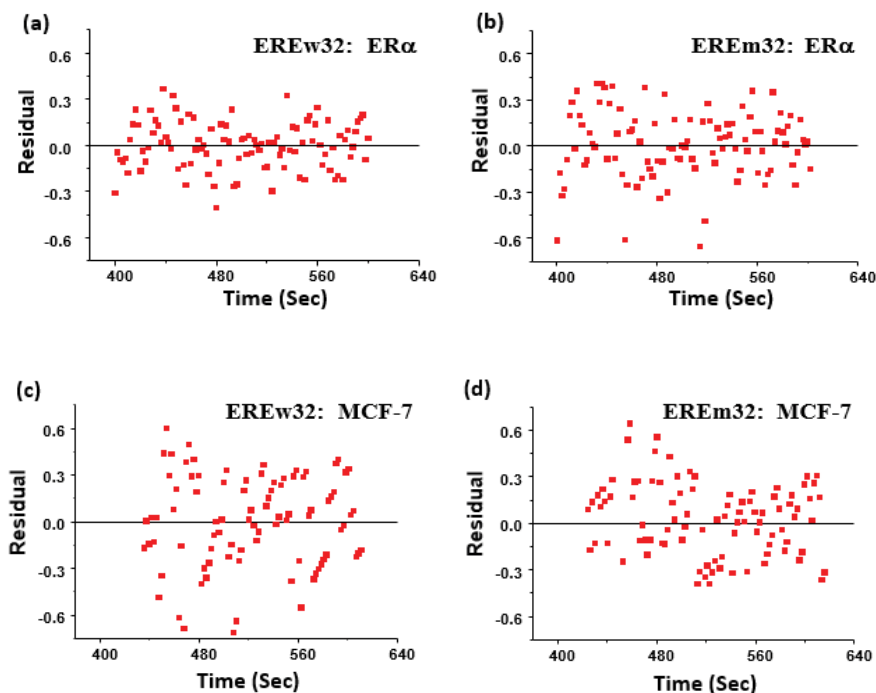 (a)
EREw32: ERα
Residual
0.6
0.3
0.0
-0.3
-0.6
400
480
560
640
Time (Sec)
(b)
EREm32: ERα
Residual
0.6
0.3
0.0
-0.3
-0.6
400
480
560
640
Time (Sec)
(c)
EREw32: MCF-7
Residual
0.6
0.3
0.0
-0.3
-0.6
400
480
560
640
Time (Sec)
(d)
EREm32: MCF-7
Residual
0.6
0.3
0.0
-0.3
-0.6
400
480
560
640
Time (Sec)